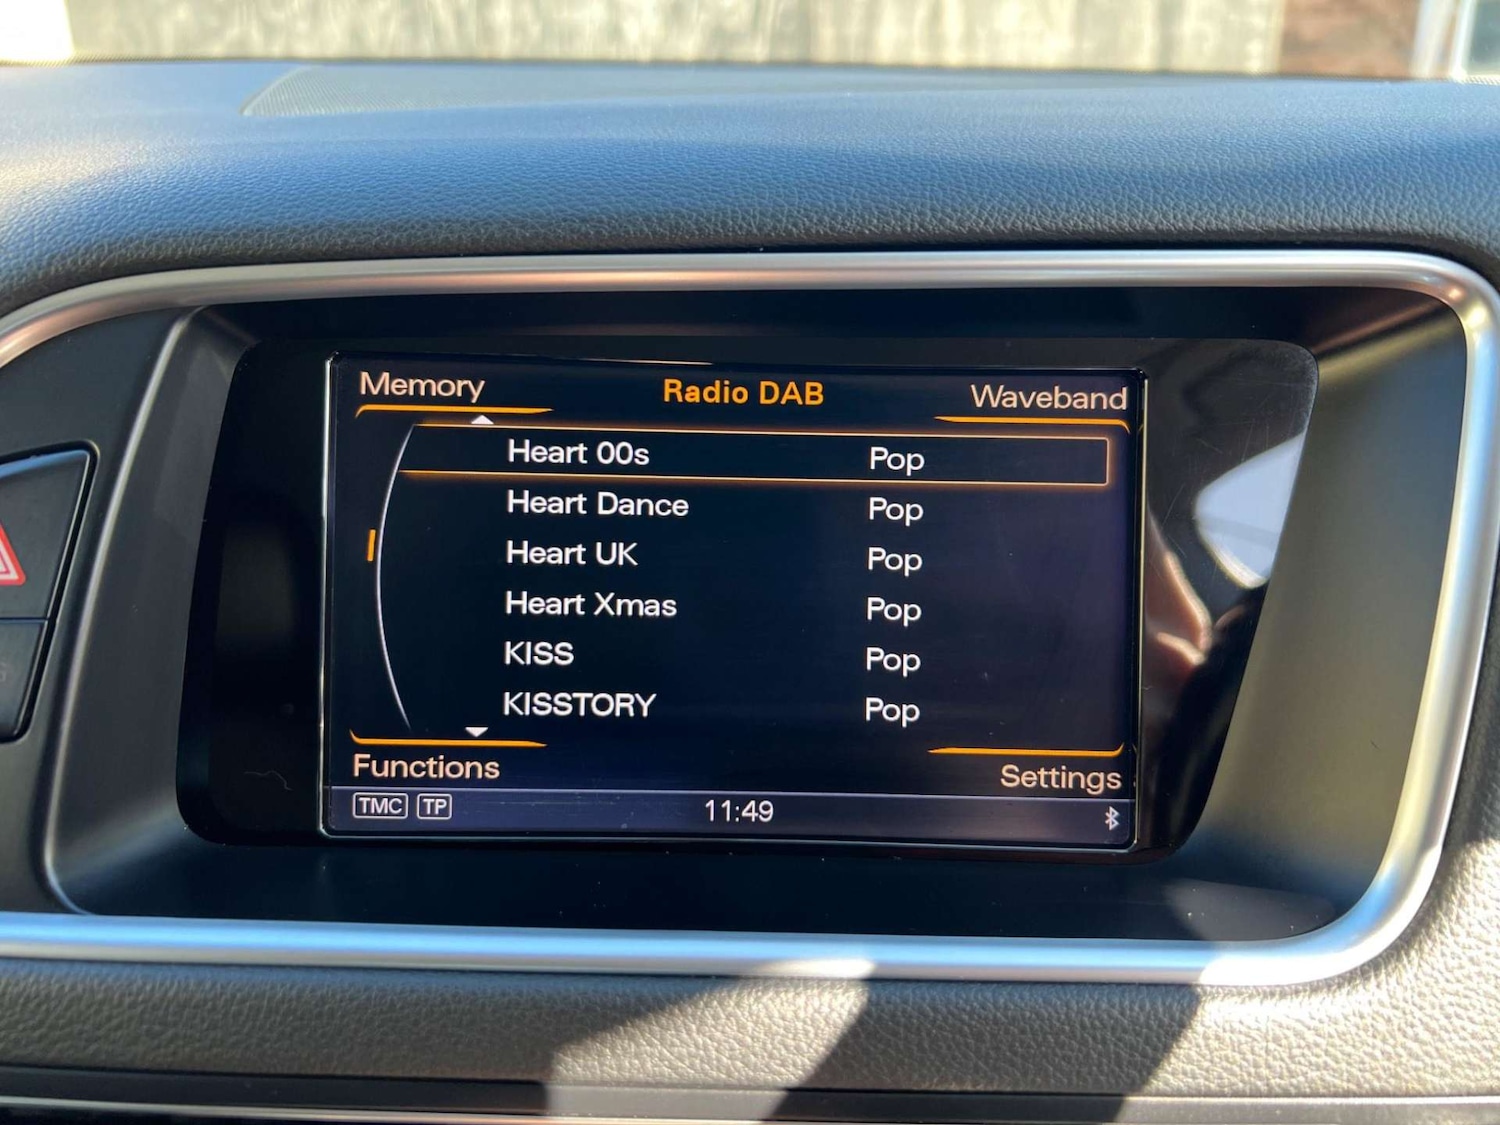 Memory Radio DAB Waveband
Heart 00s Pop
Heart Dance Pop
Heart UK Pop
Heart Xmas Pop
KISS Pop
KISSTORY Pop
Functions Settings
TMC TP 11:49